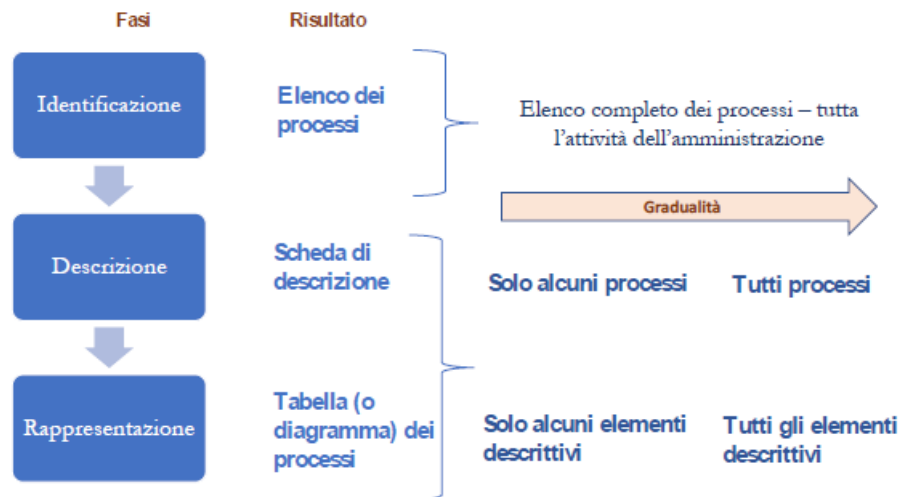 Fasi
Risultato
Identificazione
Elenco dei
processi
Elenco completo dei processi – tutta
l'attività dell'amministrazione
Gradualità
Descrizione
Scheda di
descrizione
Solo alcuni processi
Tutti processi
Rappresentazione
Tabella (o
diagramma) dei
processi
Solo alcuni elementi
descrittivi
Tutti gli elementi
descrittivi